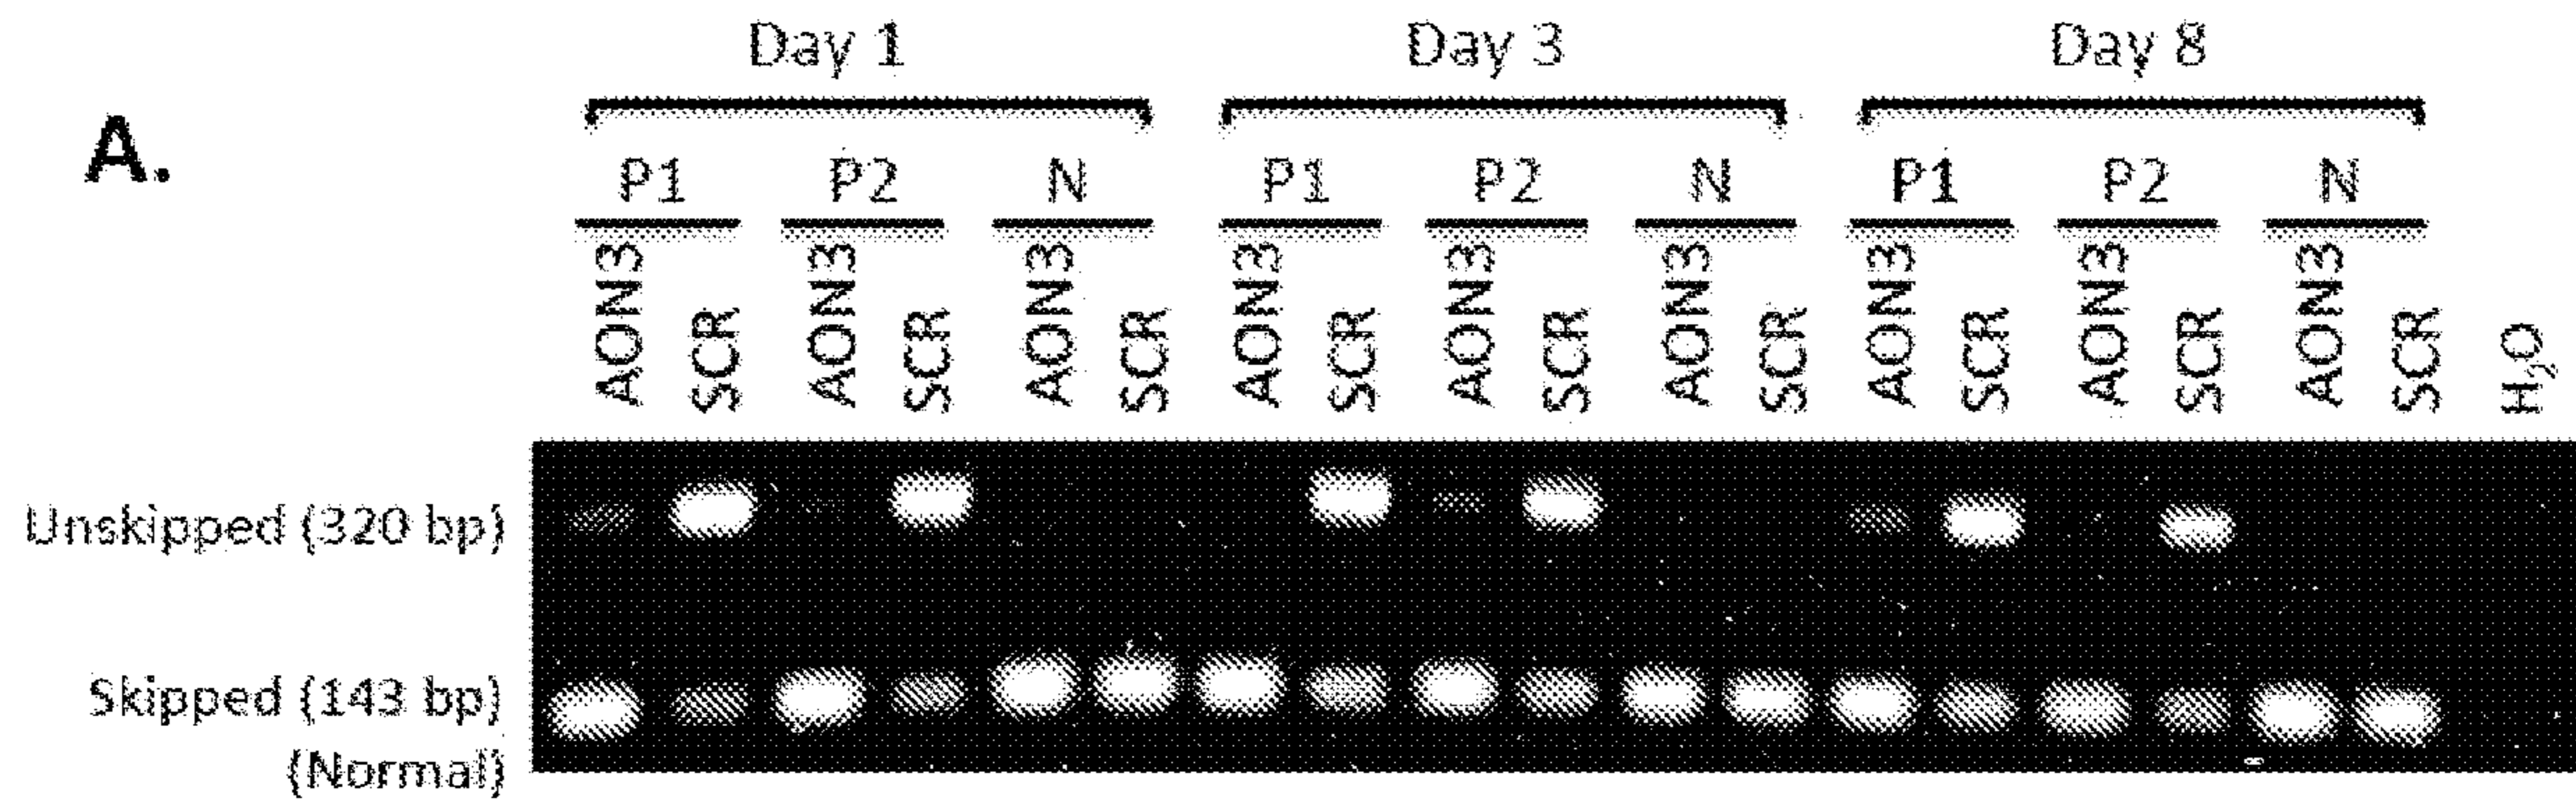 Day 1 Day 3 Day 8
A.
P1 P2 N P1 P2 N P1 P2 N
AON3 SCR AON3 SCR AON3 SCR AON3 SCR AON3 SCR AON3 SCR AON3 SCR AON3 SCR AON3 SCR H₂O
Unskipped (320 bp)
Skipped (143 bp)
(Normal)